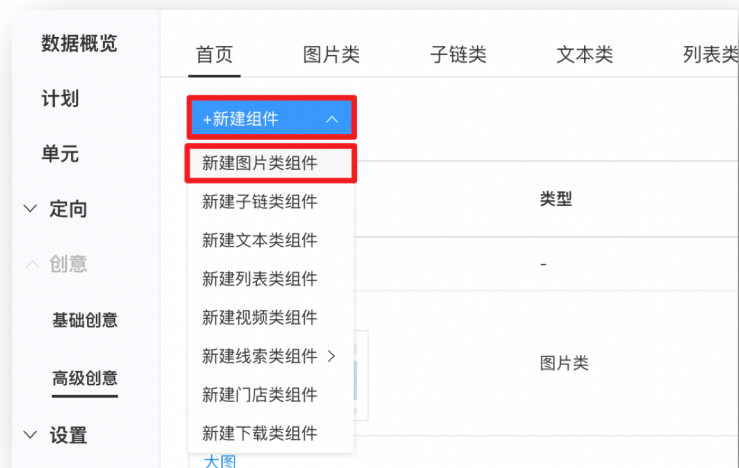 数据概览
计划
单元
定向
创意
基础创意
高级创意
设置
首页 图片类 子链类 文本类 列表类
+新建组件
新建图片类组件
新建子链类组件
新建文本类组件
新建列表类组件
新建视频类组件
新建线索类组件
新建门店类组件
新建下载类组件
大图
类型
-
图片类